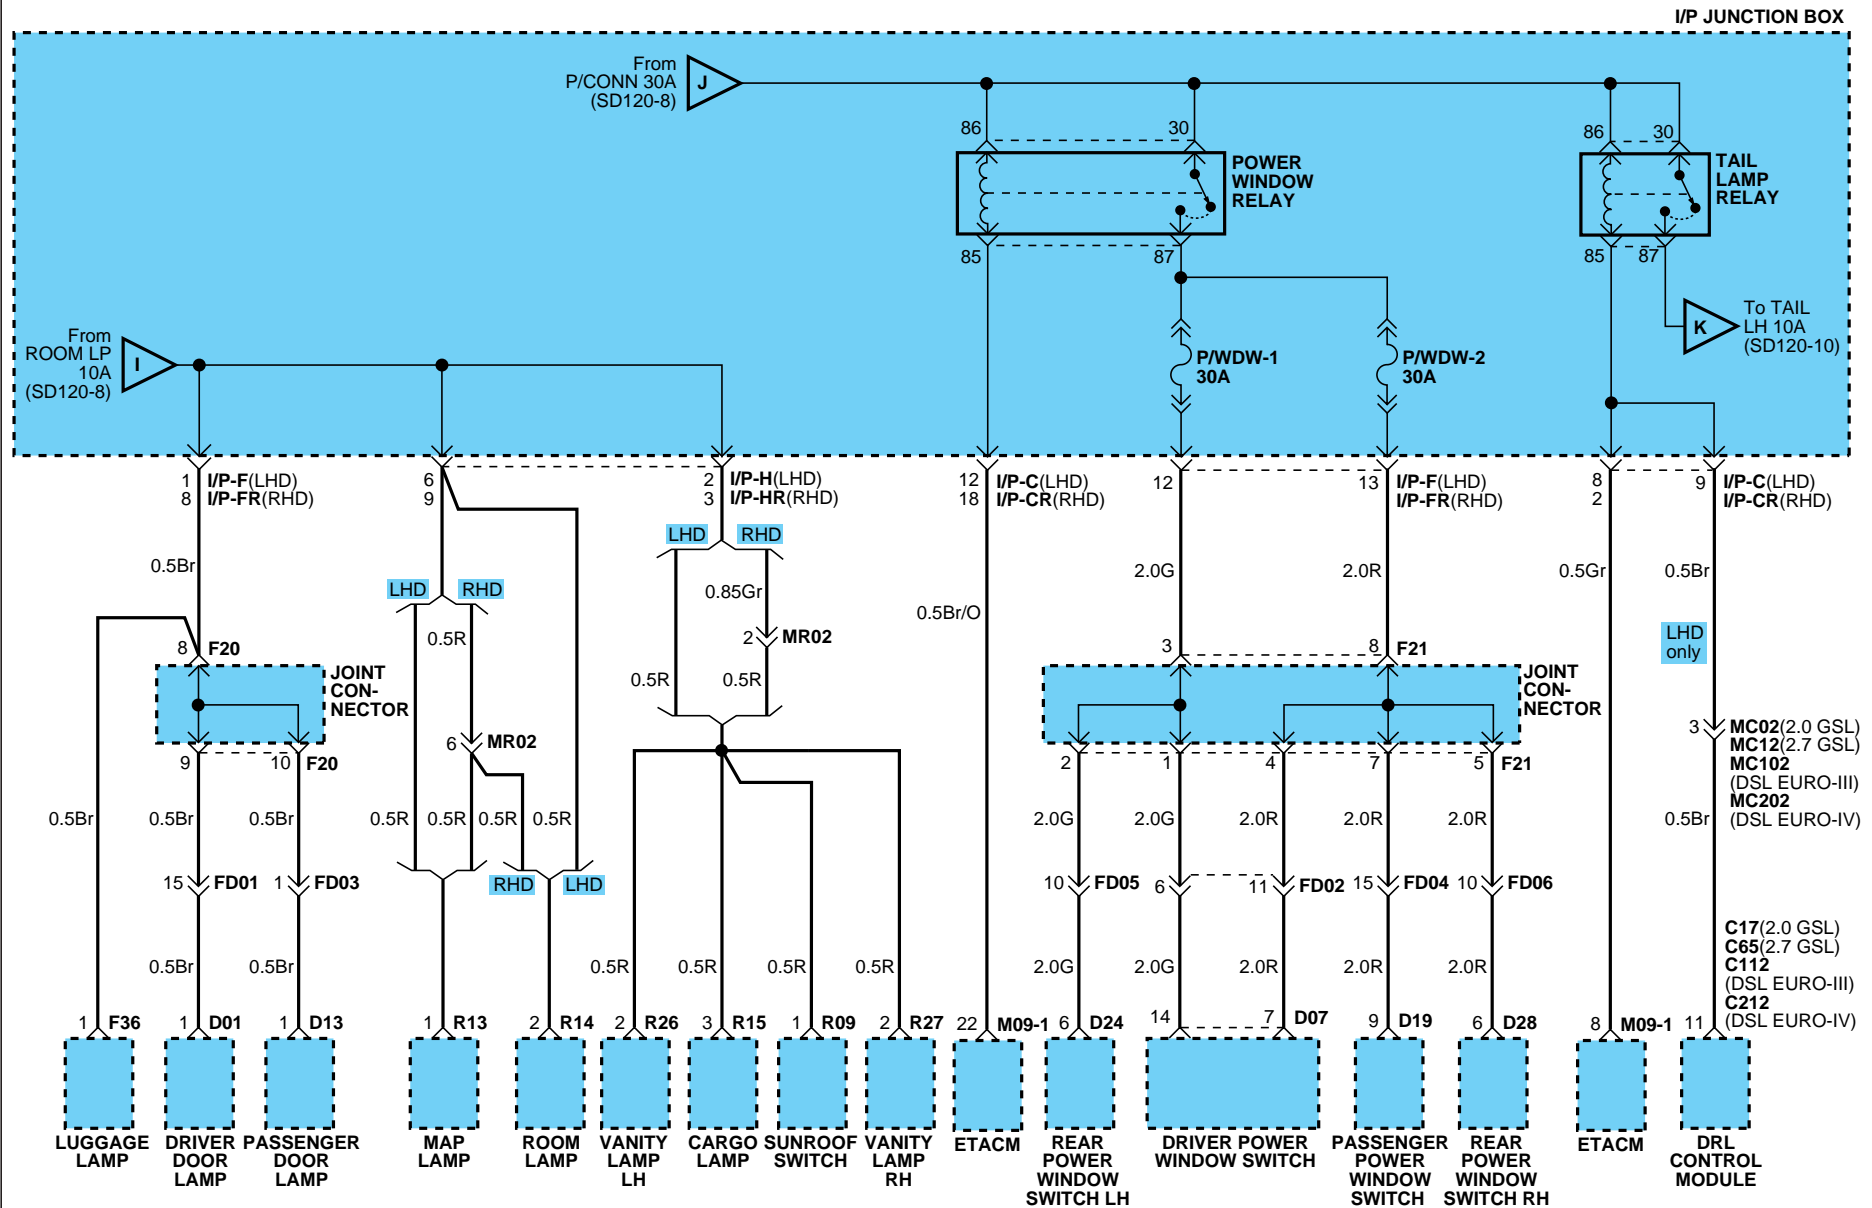 I/P JUNCTION BOX
From
P/CONN 30A
(SD120-8)
J
86
30
POWER
WINDOW
RELAY
85
87
86
30
TAIL
LAMP
RELAY
85
87
K
To TAIL
LH 10A
(SD120-10)
From
ROOM LP
10A
(SD120-8)
I
P/WDW-1
30A
P/WDW-2
30A
1 I/P-F(LHD)
8 I/P-FR(RHD)
6
9
2 I/P-H(LHD)
3 I/P-HR(RHD)
12 I/P-C(LHD)
18 I/P-CR(RHD)
12
13 I/P-F(LHD)
I/P-FR(RHD)
8
2
9 I/P-C(LHD)
I/P-CR(RHD)
LHD RHD
0.5Br
LHD RHD
0.85Gr
0.5Br/O
2.0G
2.0R
0.5Gr
0.5Br
0.5R
2 MR02
LHD
only
8 F20
JOINT
CON-
NECTOR
0.5R
0.5R
3
8 F21
JOINT
CON-
NECTOR
6 MR02
3 MC02(2.0 GSL)
MC12(2.7 GSL)
MC102
(DSL EURO-III)
MC202
(DSL EURO-IV)
9
10 F20
2
1
4
7
5 F21
0.5Br
0.5Br
0.5Br
0.5R
0.5R
0.5R
0.5R
2.0G
2.0G
2.0R
2.0R
2.0R
0.5Br
15 FD01
1 FD03
RHD LHD
10 FD05
6
11 FD02
15 FD04
10 FD06
0.5Br
0.5Br
0.5R
0.5R
0.5R
0.5R
2.0G
2.0G
2.0R
2.0R
2.0R
C17(2.0 GSL)
C65(2.7 GSL)
C112
(DSL EURO-III)
C212
(DSL EURO-IV)
1 F36
1 D01
1 D13
1 R13
2 R14
2 R26
3 R15
1 R09
2 R27
22 M09-1
6 D24
14
7 D07
9 D19
6 D28
8 M09-1
11
LUGGAGE
LAMP
DRIVER
DOOR
LAMP
PASSENGER
DOOR
LAMP
MAP
LAMP
ROOM
LAMP
VANITY
LAMP
LH
CARGO
LAMP
SUNROOF
SWITCH
VANITY
LAMP
RH
ETACM
REAR
POWER
WINDOW
SWITCH LH
DRIVER POWER
WINDOW SWITCH
PASSENGER
POWER
WINDOW
SWITCH
REAR
POWER
WINDOW
SWITCH RH
ETACM
DRL
CONTROL
MODULE